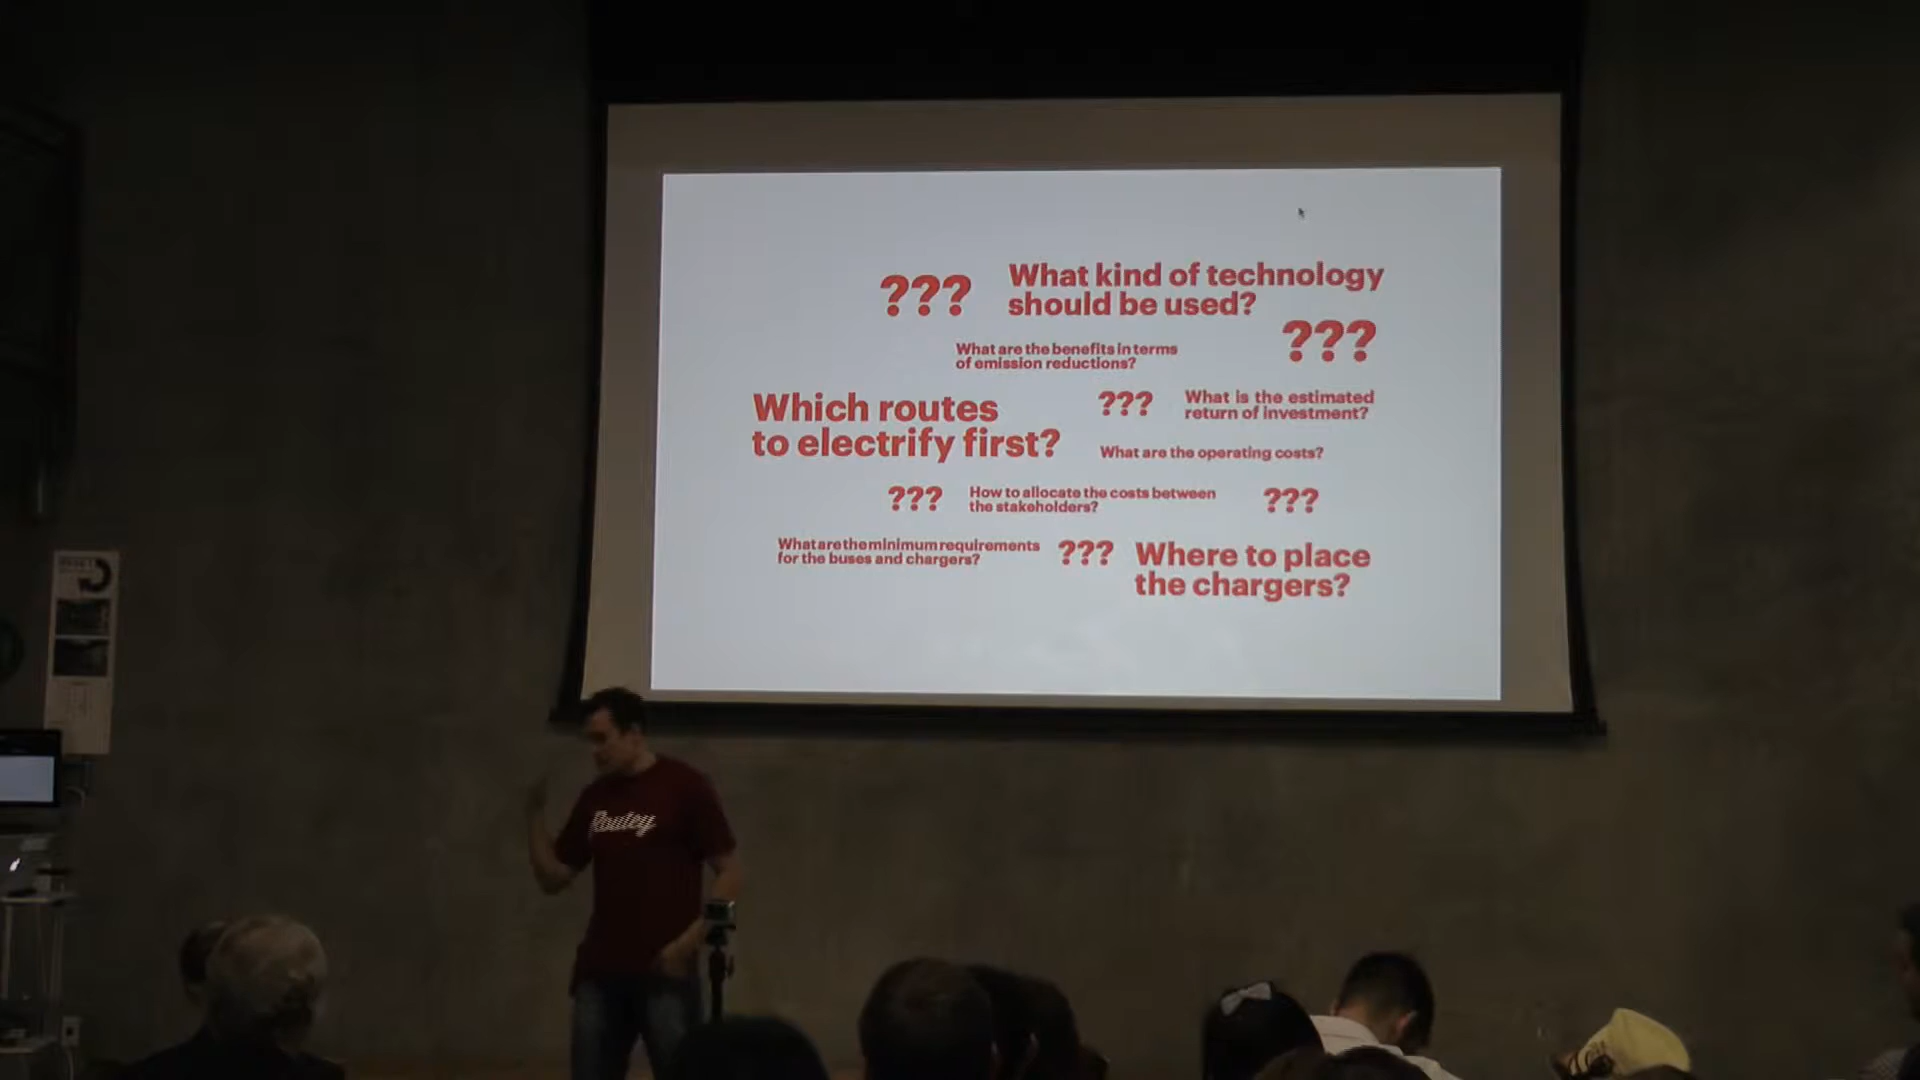 ???
What kind of technology
should be used?
???
What are the benefits in terms
of emission reductions?
Which routes
to electrify first?
???
What is the estimated
return of investment?
What are the operating costs?
???
How to allocate the costs between
the stakeholders?
???
What are the minimum requirements
for the buses and chargers?
???
Where to place
the chargers?
Routey